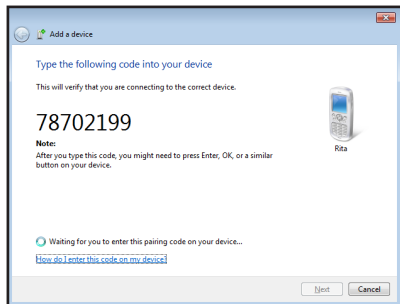 Add a device
Type the following code into your device
This will verify that you are connecting to the correct device.
78702199
Note:
After you type this code, you might need to press Enter, OK, or a similar
button on your device.
Rita
Waiting for you to enter this pairing code on your device...
How do I enter this code on my device?
Next Cancel